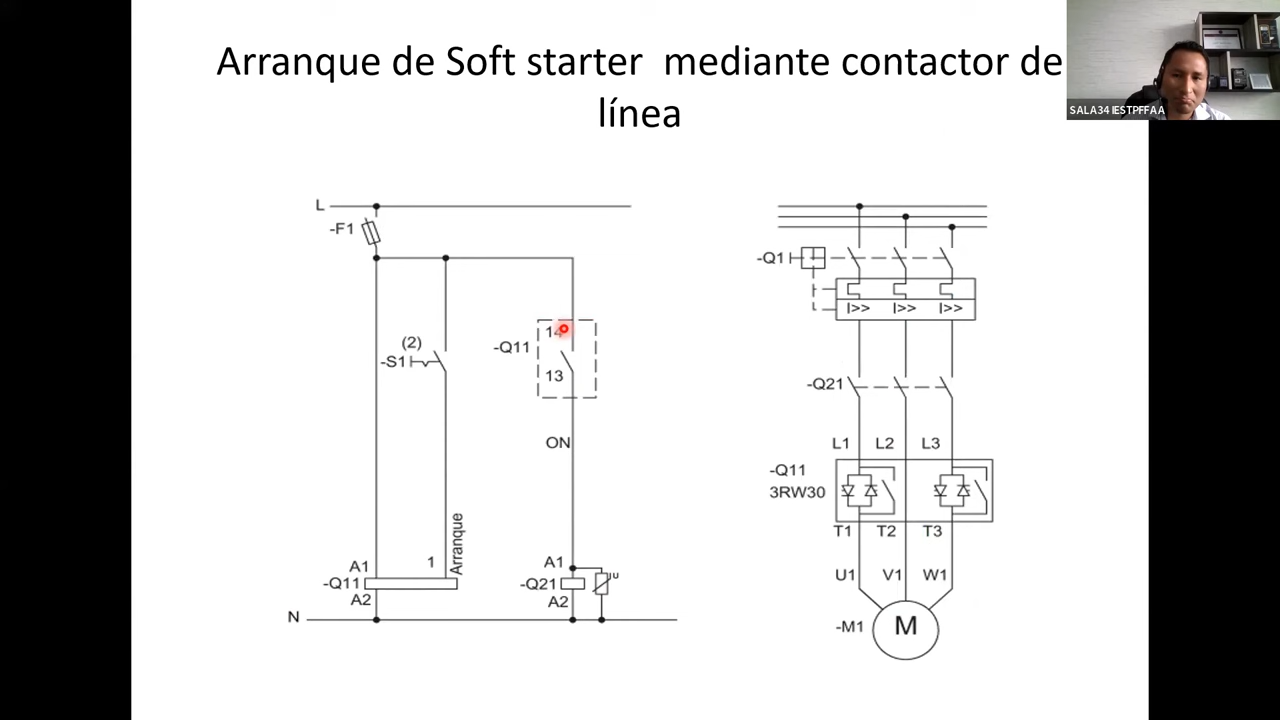 Arranque de Soft starter mediante contactor de
línea
SALA34 IESTPFFAA
L
-F1
(2)
-S1
-Q11
14
13
ON
Arranque
A1
1
-Q11
A2
A1
-Q21
U
A2
N
-Q1
I>> I>> I>>
-Q21
L1 L2 L3
-Q11
3RW30
T1 T2 T3
U1 V1 W1
-M1
M